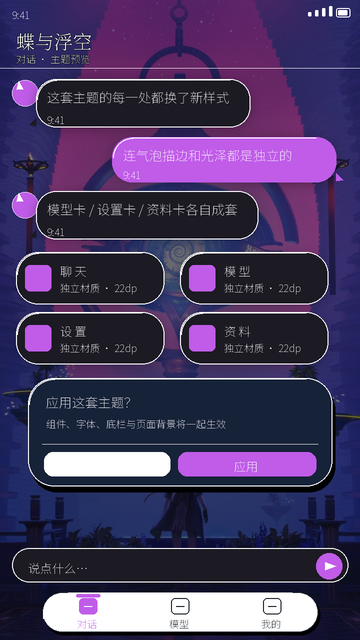 9:41
蝶与浮空
对话 · 主题预览
这套主题的每一处都换了新样式
9:41
连气泡描边和光泽都是独立的
9:41
模型卡 / 设置卡 / 资料卡各自成套
9:41
聊天
独立材质 · 22dp
模型
独立材质 · 22dp
设置
独立材质 · 22dp
资料
独立材质 · 22dp
应用这套主题?
组件、字体、底栏与页面背景将一起生效
应用
说点什么…
对话
模型
我的